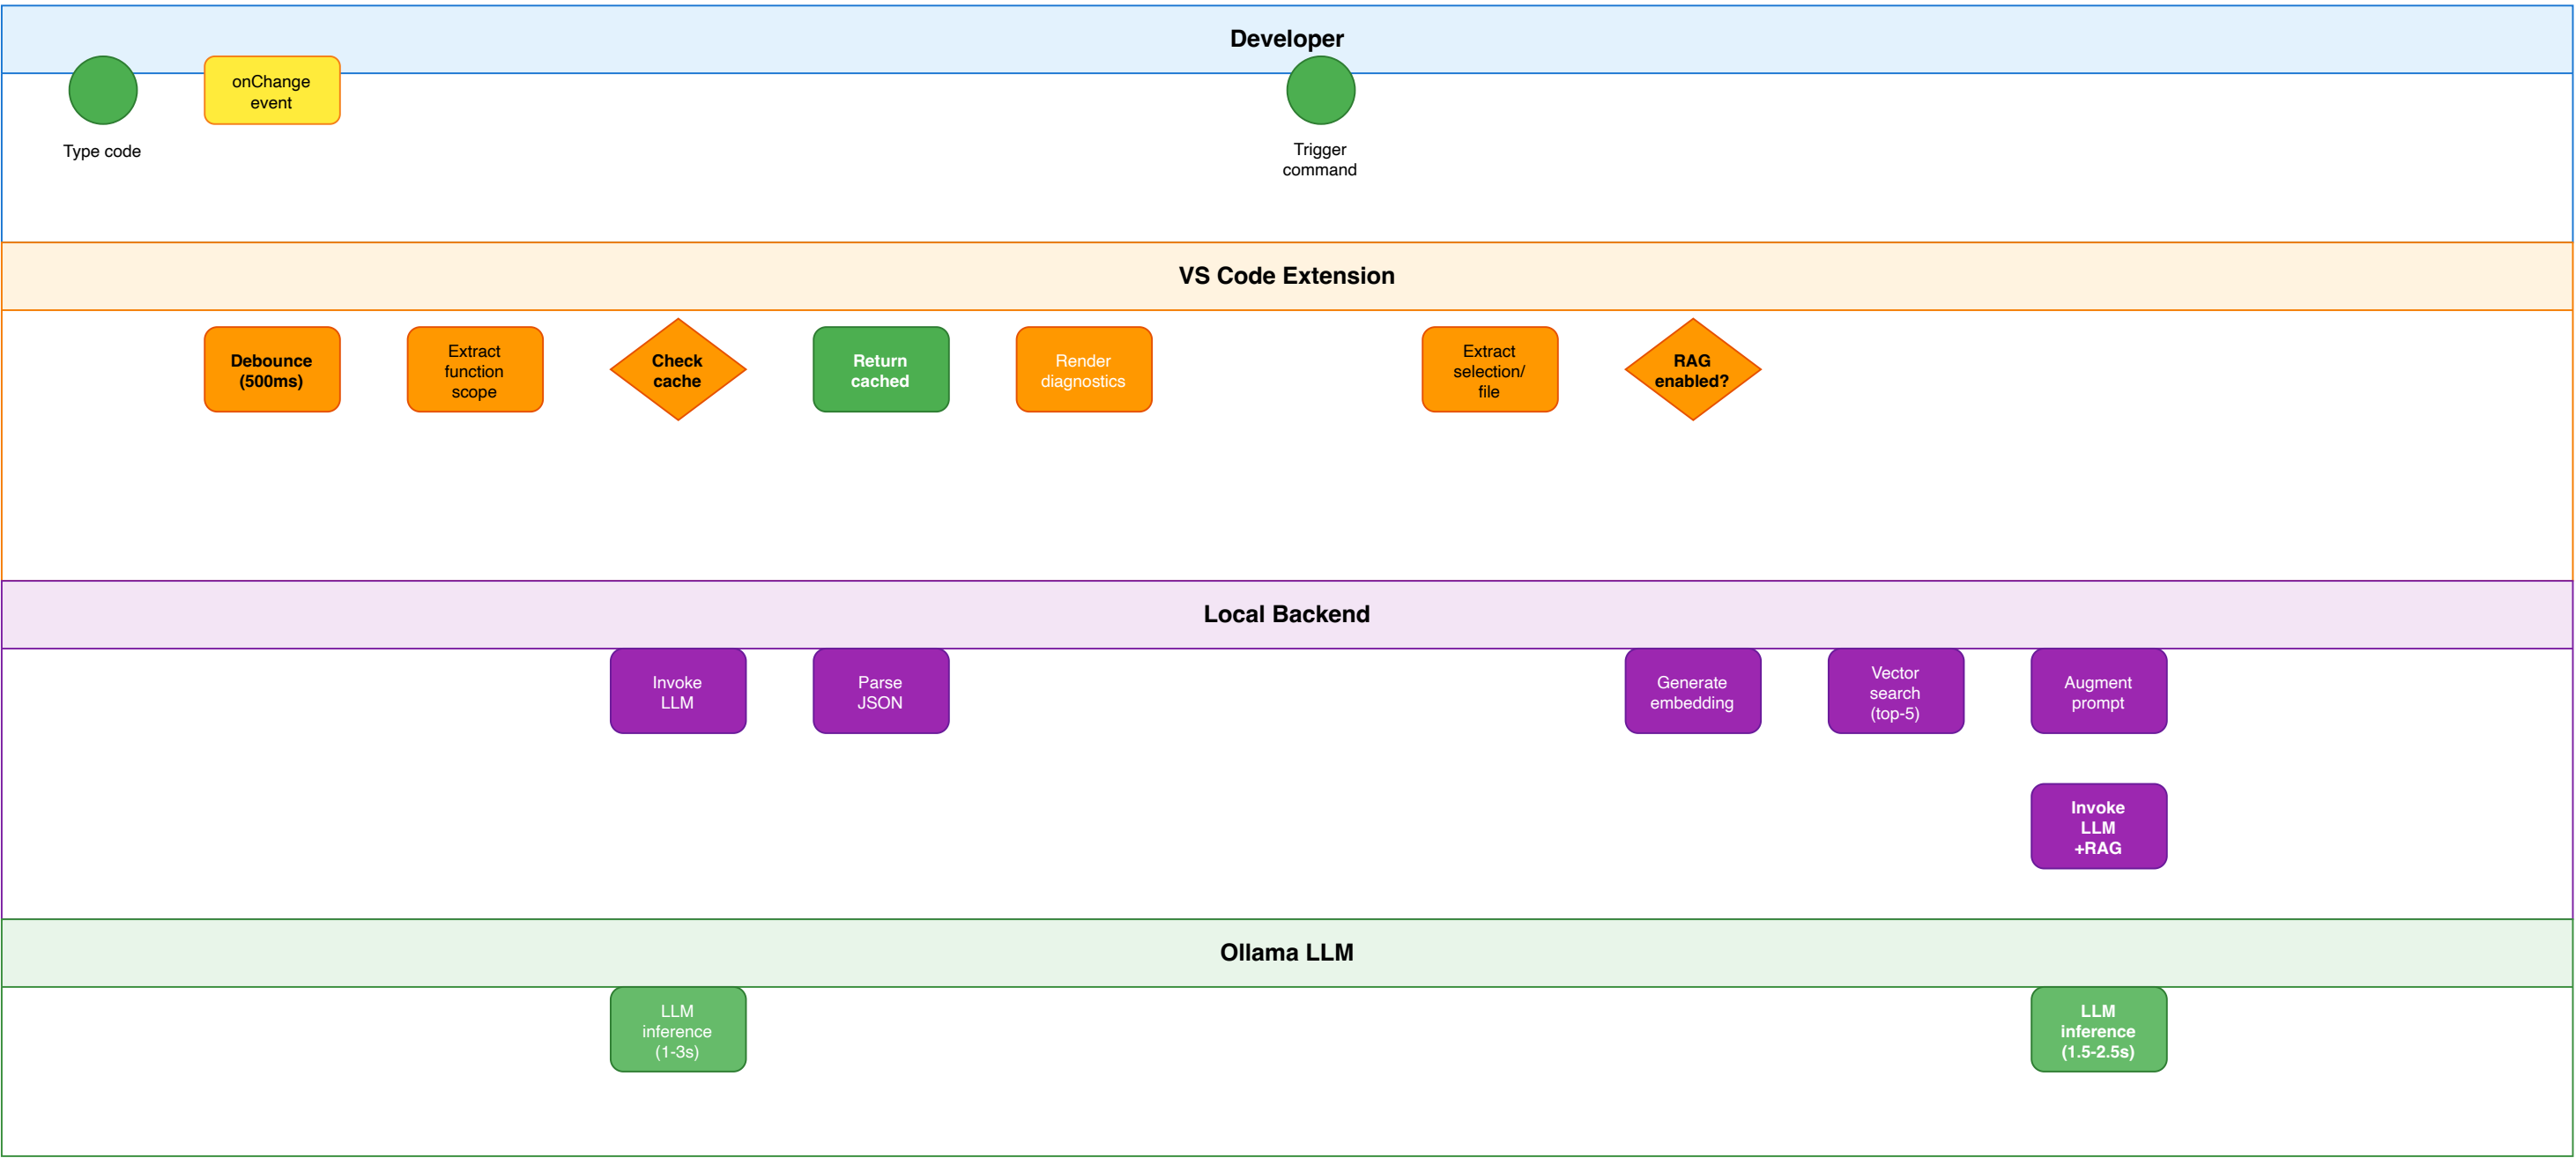 Developer
onChange
event
Type code
Trigger
command
VS Code Extension
Debounce
(500ms)
Extract
function
scope
Check
cache
Return
cached
Render
diagnostics
Extract
selection/
file
RAG
enabled?
Local Backend
Invoke
LLM
Parse
JSON
Generate
embedding
Vector
search
(top-5)
Augment
prompt
Invoke
LLM
+RAG
Ollama LLM
LLM
inference
(1-3s)
LLM
inference
(1.5-2.5s)